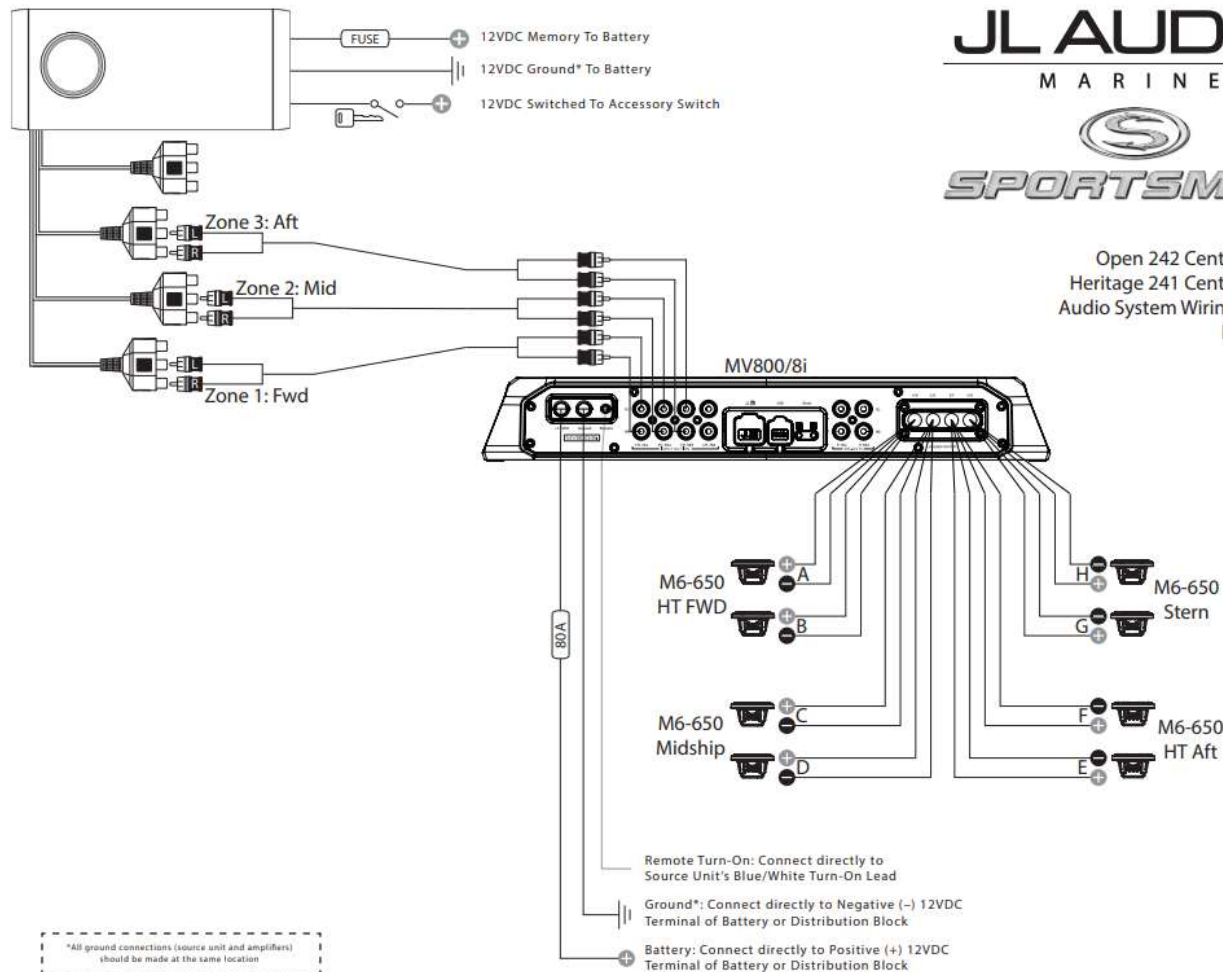 FUSE
12VDC Memory To Battery
12VDC Ground* To Battery
12VDC Switched To Accessory Switch
JL AUD
MARINE
SPORTSM
Open 242 Cent
Heritage 241 Cent
Audio System Wirin
Zone 3: Aft
Zone 2: Mid
Zone 1: Fwd
MV800/8i
M6-650
HT FWD
A
B
H
G
M6-650
Stern
80A
M6-650
Midship
C
D
F
E
M6-650
HT Aft
Remote Turn-On: Connect directly to
Source Unit's Blue/White Turn-On Lead
Ground*: Connect directly to Negative (–) 12VDC
Terminal of Battery or Distribution Block
Battery: Connect directly to Positive (+) 12VDC
Terminal of Battery or Distribution Block
*All ground connections (source unit and amplifiers)
should be made at the same location